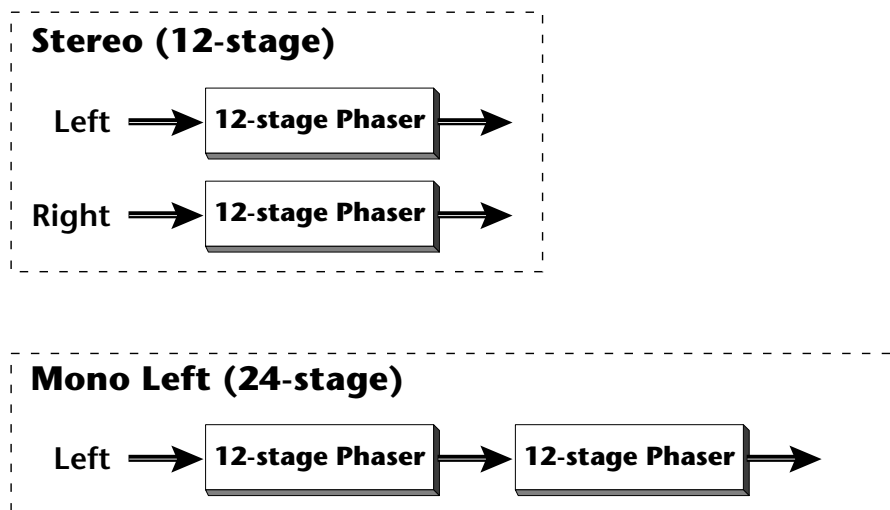 Stereo (12-stage)
Left 12-stage Phaser
Right 12-stage Phaser
Mono Left (24-stage)
Left 12-stage Phaser 12-stage Phaser